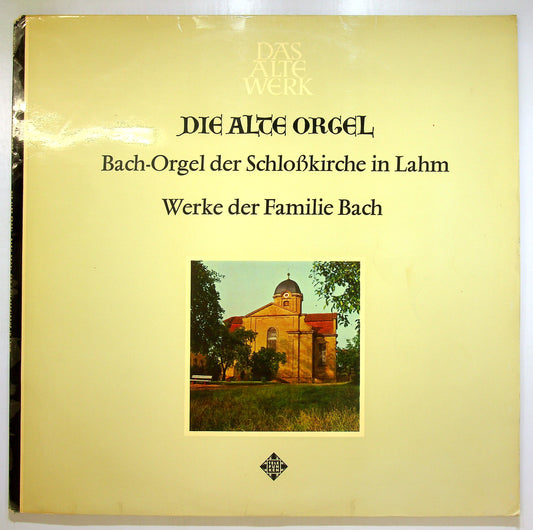 DAS
ALTE
WERK
DIE ALTE ORGEL
Bach-Orgel der Schloßkirche in Lahm
Werke der Familie Bach